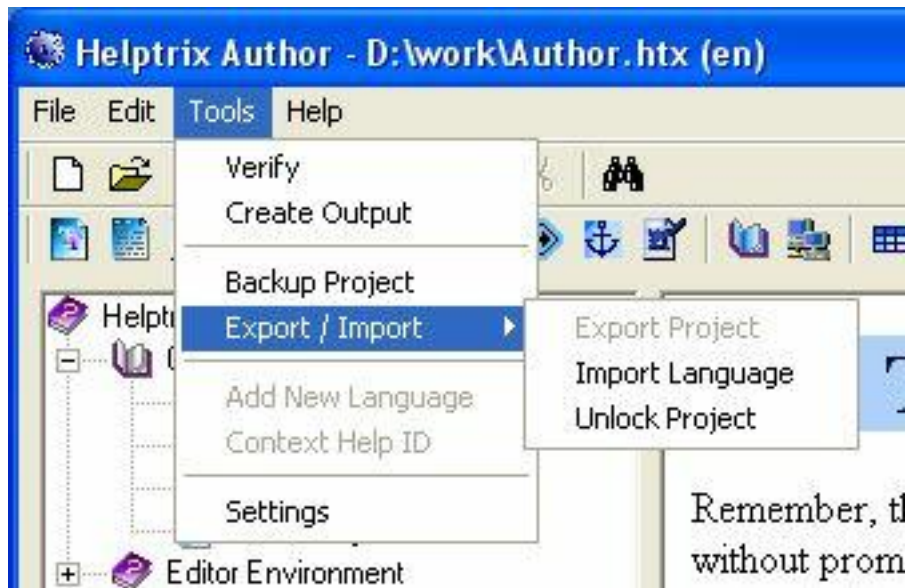 Helptrix Author - D:\work\Author.htx (en)
File Edit Tools Help
Verify
Create Output
Backup Project
Export / Import
Export Project
Import Language
Unlock Project
Add New Language
Context Help ID
Settings
Editor Environment
Remember,
without